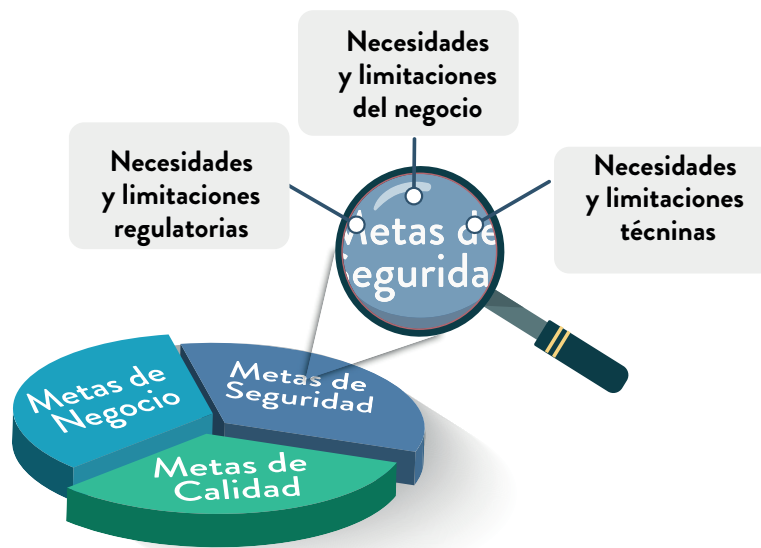 Necesidades
y limitaciones
del negocio
Necesidades
y limitaciones
regulatorias
Necesidades
y limitaciones
técninas
Metas de
Segurida
Metas de
Negocio
Metas de
Seguridad
Metas de
Calidad